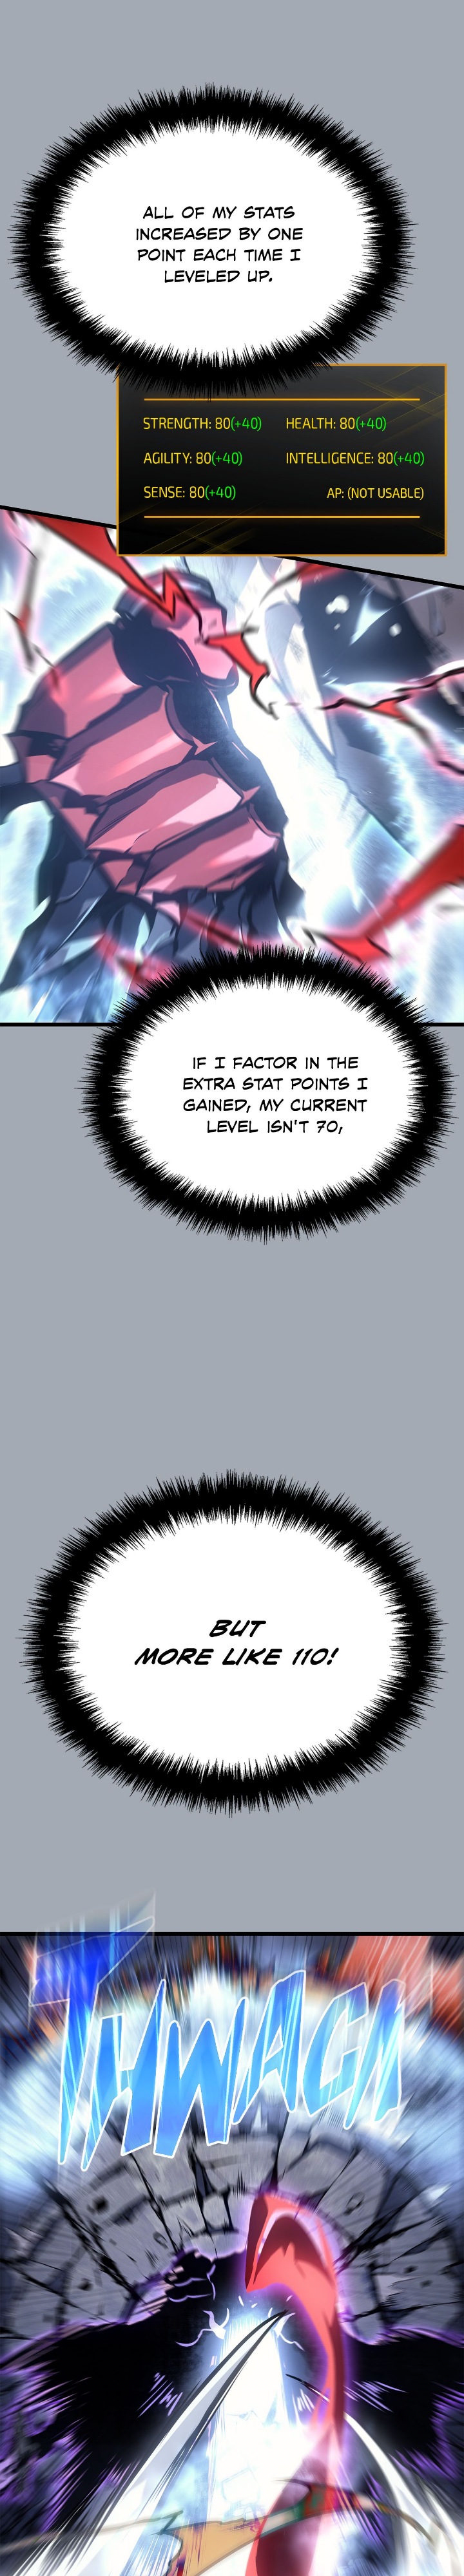 ALL OF MY STATS
INCREASED BY ONE
POINT EACH TIME I
LEVELED UP.
STRENGTH: 80(+40) HEALTH: 80(+40)
AGILITY: 80(+40) INTELLIGENCE: 80(+40)
SENSE: 80(+40) AP: (NOT USABLE)
IF I FACTOR IN THE
EXTRA STAT POINTS I
GAINED, MY CURRENT
LEVEL ISN'T 70,
BUT
MORE LIKE 110!
THWACK